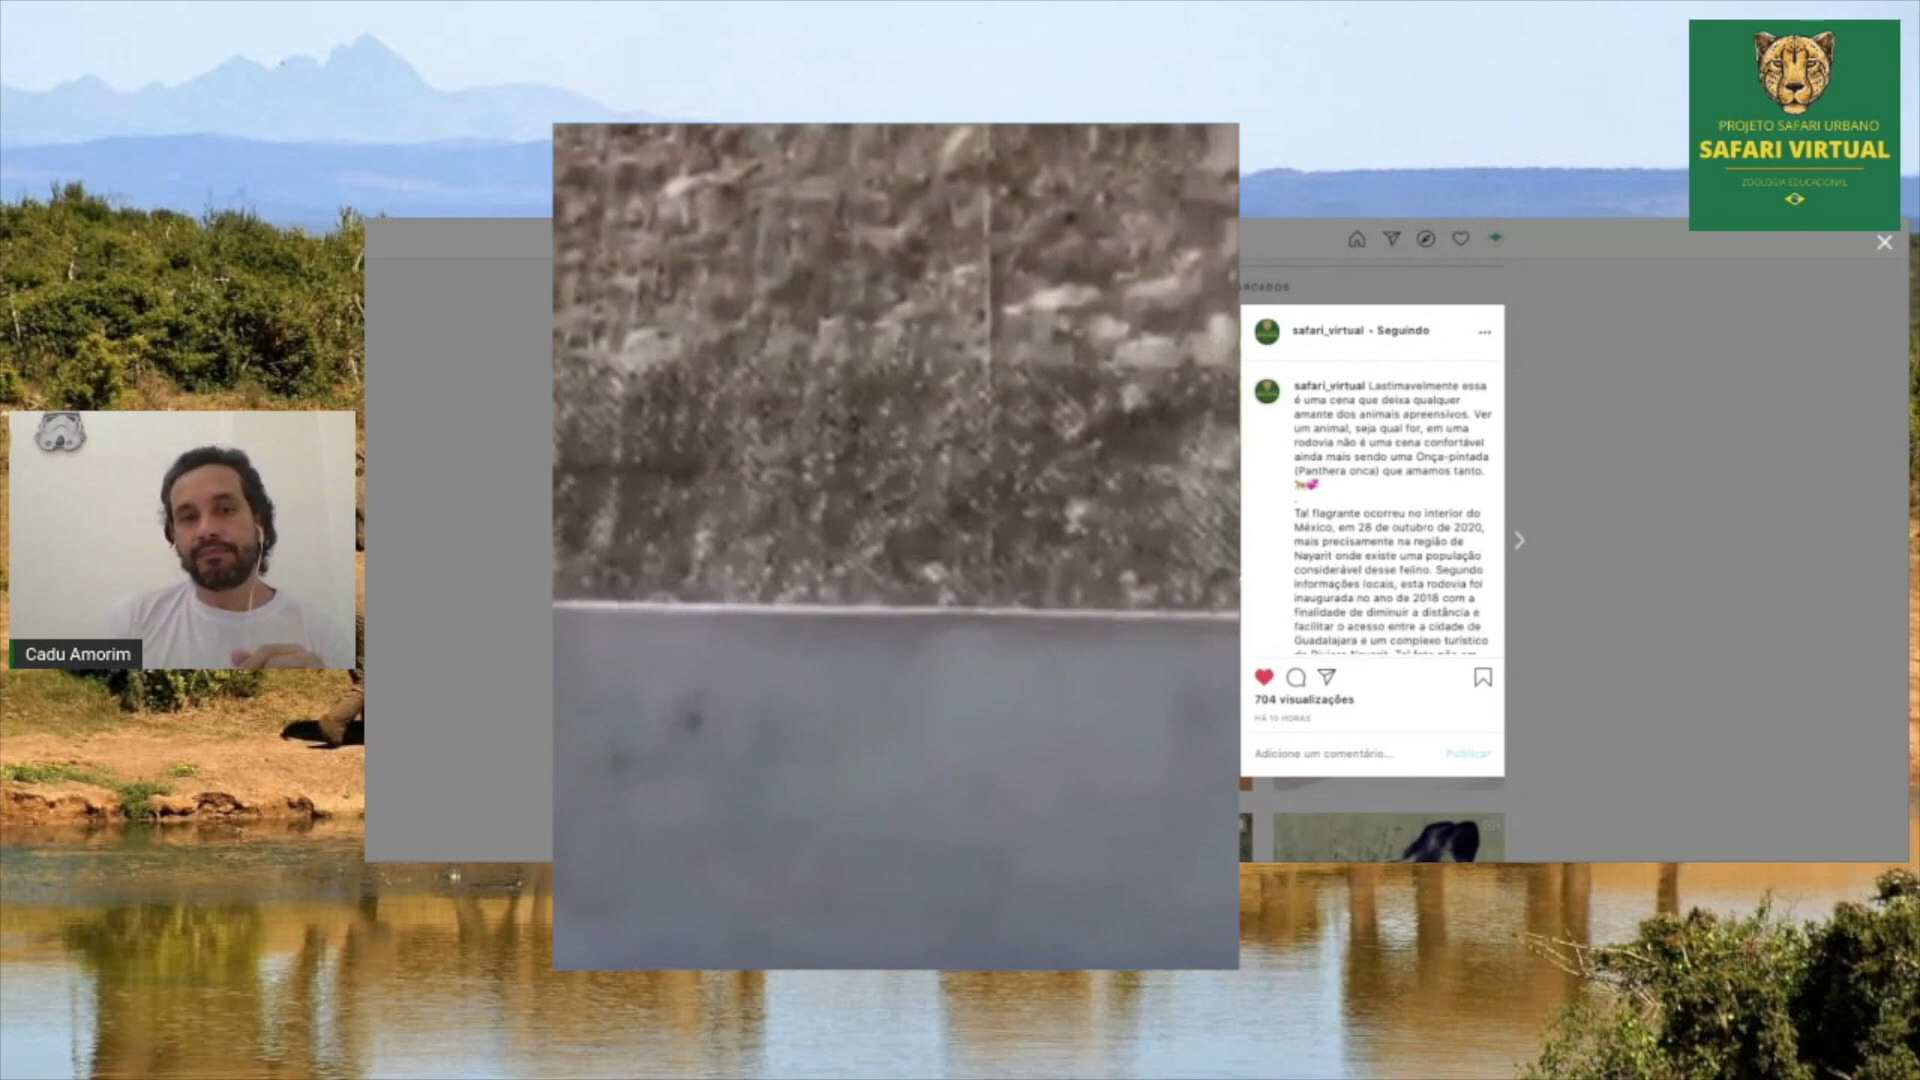 PROJETO SAFARI URBANO
SAFARI VIRTUAL
ZOOLOGIA EDUCACIONAL
ARCADOS
safari_virtual • Seguindo
safari_virtual Lastimavelmente essa
é uma cena que deixa qualquer
amante dos animais apreensivos. Ver
um animal, seja qual for, em uma
rodovia não é uma cena confortável
ainda mais sendo uma Onça-pintada
(Panthera onca) que amamos tanto.
.
Tal flagrante ocorreu no interior do
México, em 28 de outubro de 2020,
mais precisamente na região de
Nayarit onde existe uma população
considerável desse felino. Segundo
informações locais, esta rodovia foi
inaugurada no ano de 2018 com a
finalidade de diminuir a distância e
facilitar o acesso entre a cidade de
Guadalajara e um complexo turístico
704 visualizações
HÁ 10 HORAS
Adicione um comentário...
Publicar
Cadu Amorim